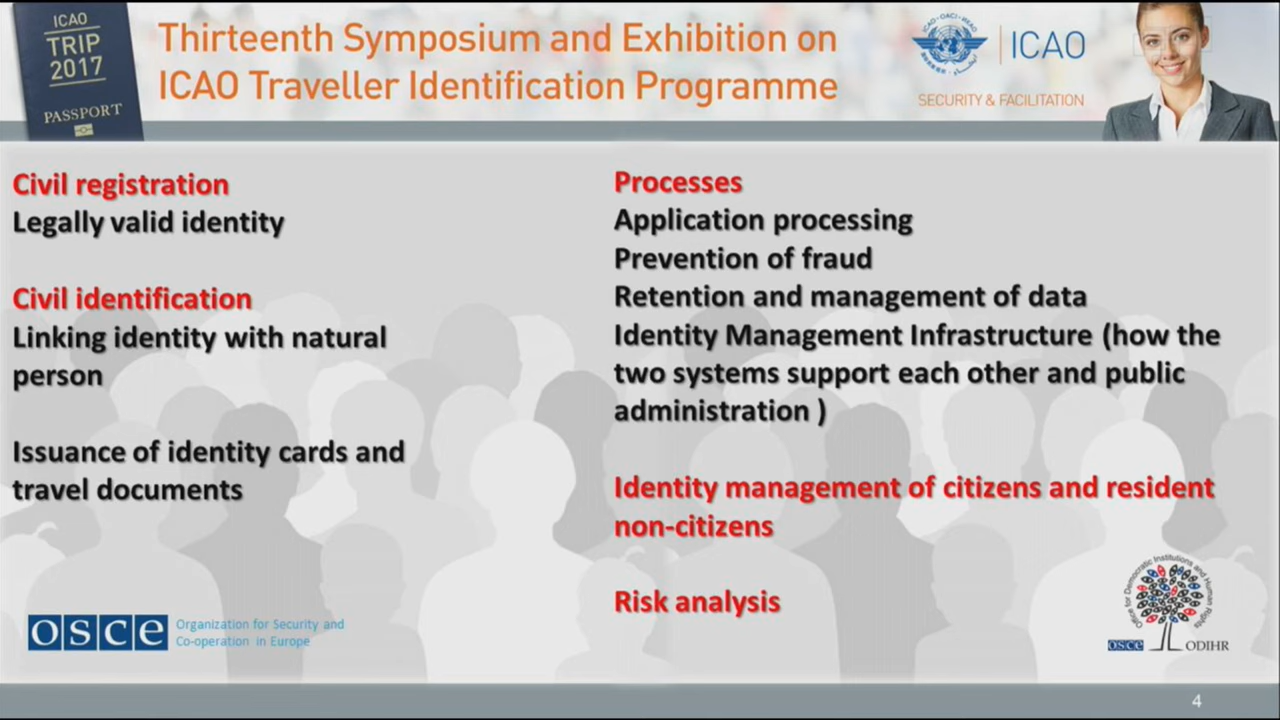 ICAO
TRIP
2017
PASSPORT
Thirteenth Symposium and Exhibition on
ICAO Traveller Identification Programme
ICAO
SECURITY & FACILITATION
Civil registration
Legally valid identity
Civil identification
Linking identity with natural
person
Issuance of identity cards and
travel documents
Processes
Application processing
Prevention of fraud
Retention and management of data
Identity Management Infrastructure (how the
two systems support each other and public
administration )
Identity management of citizens and resident
non-citizens
Risk analysis
osce
Organization for Security and
Co-operation in Europe
Office for Democratic Institutions and Human Rights
osce
ODIHR
4